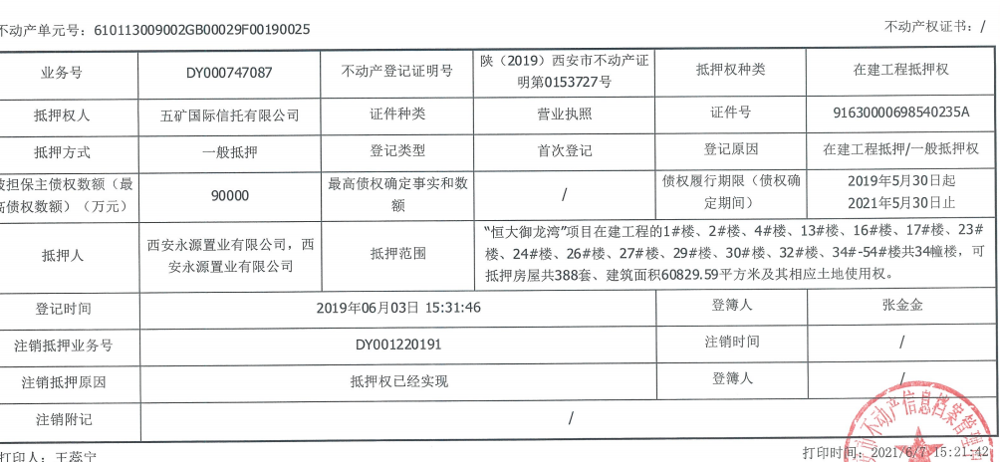 不动产单元号：610113009002GB00029F00190025
不动产权证书：/
业务号
DY000747087
不动产登记证明号
陕（2019）西安市不动产证
明第0153727号
抵押权种类
在建工程抵押权
抵押权人
五矿国际信托有限公司
证件种类
营业执照
证件号
91630000698540235A
抵押方式
一般抵押
登记类型
首次登记
登记原因
在建工程抵押/一般抵押权
被担保主债权数额（最
高债权数额）（万元）
90000
最高债权确定事实和数
额
/
债权履行期限（债权确
定期间）
2019年5月30日起
2021年5月30日止
抵押人
西安永源置业有限公司，西
安永源置业有限公司
抵押范围
“恒大御龙湾”项目在建工程的1#楼、2#楼、4#楼、13#楼、16#楼、17#楼、23#
楼、24#楼、26#楼、27#楼、29#楼、30#楼、32#楼、34#-54#楼共34幢楼，可
抵押房屋共388套、建筑面积60829.59平方米及其相应土地使用权。
登记时间
2019年06月03日 15:31:46
登簿人
张金金
注销抵押业务号
DY001220191
注销时间
/
注销抵押原因
抵押权已经实现
登簿人
/
注销附记
/
市不动产信息档案管理
打印人：王蕊宁
打印时间：2021/6/7 15:21:42